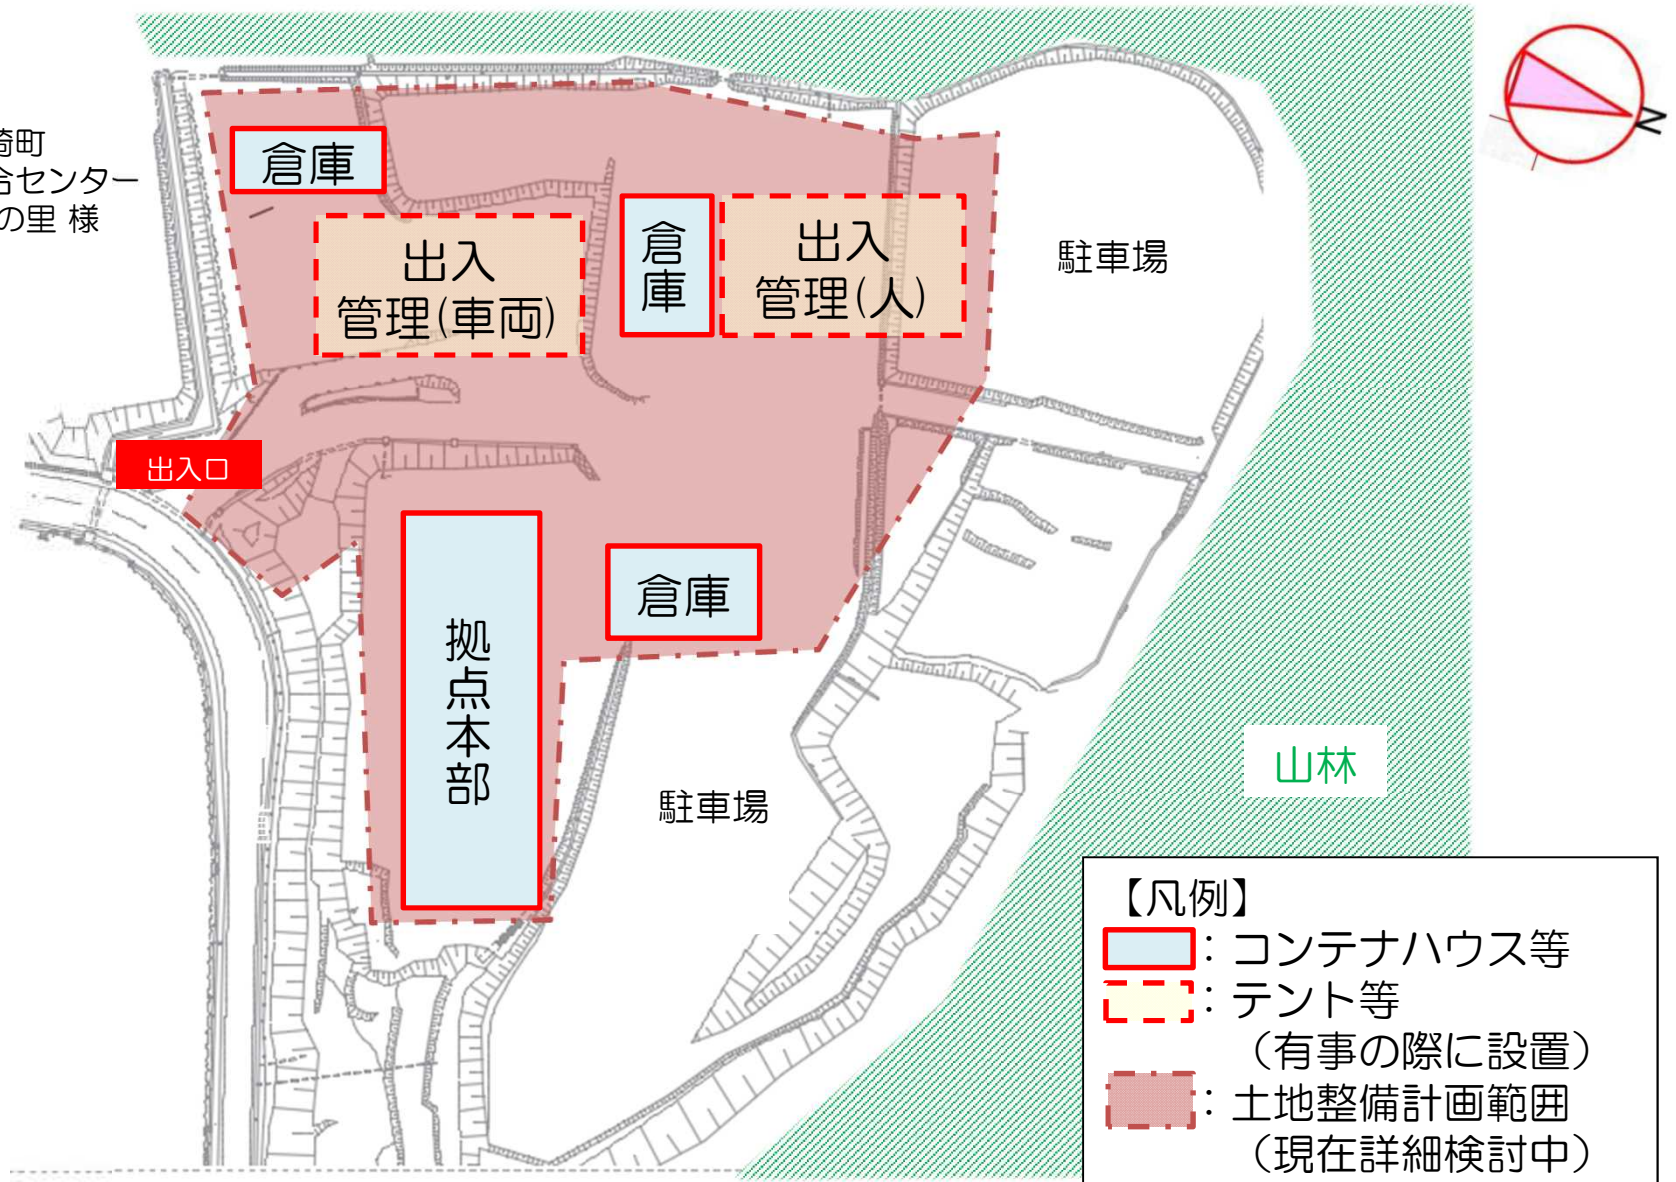 崎町
合センター
の里 様
倉庫
出入
管理(車両)
倉庫
出入
管理(人)
駐車場
N
出入口
拠点本部
倉庫
駐車場
山林
【凡例】
：コンテナハウス等
：テント等
（有事の際に設置）
：土地整備計画範囲
（現在詳細検討中）